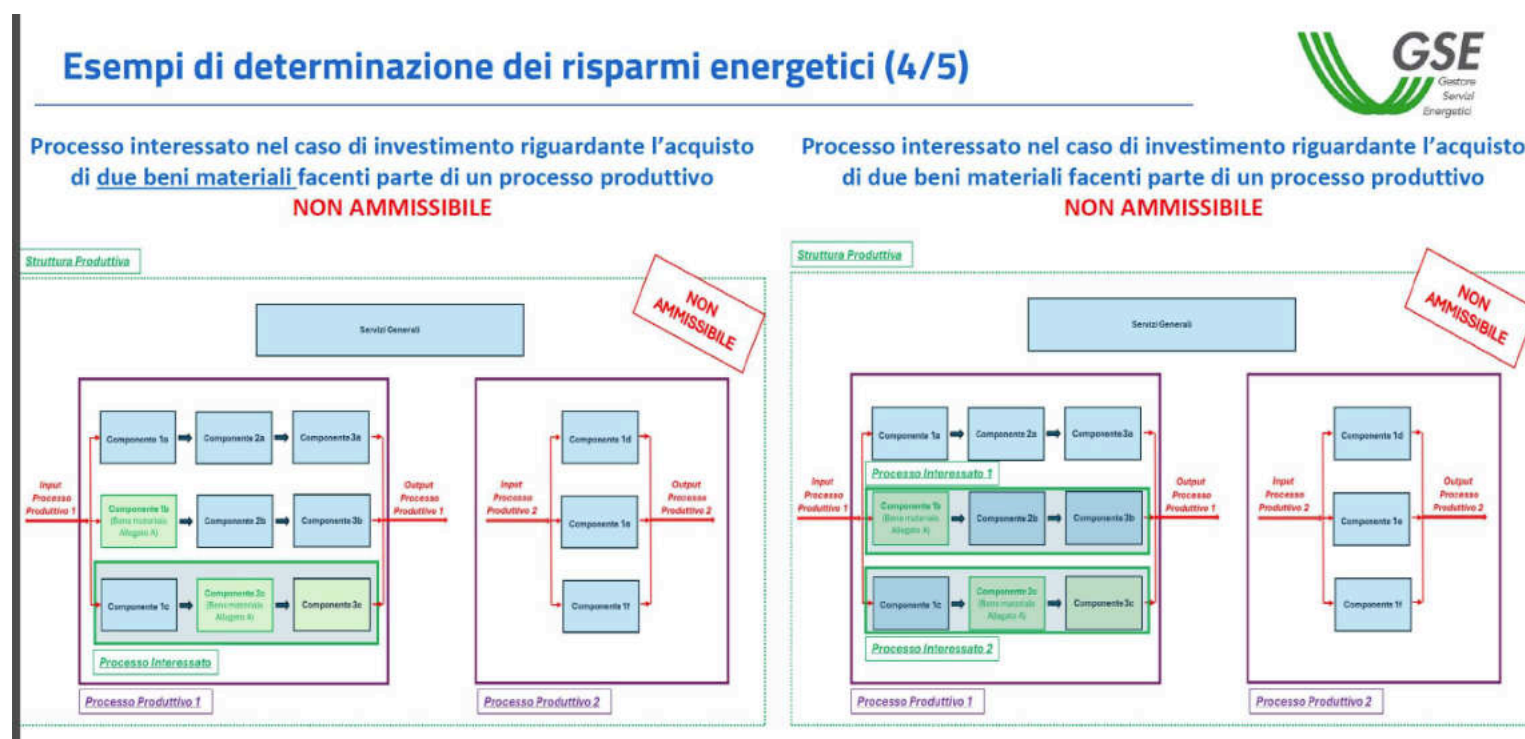 Esempi di determinazione dei risparmi energetici (4/5)
GSE
Gestore
Servizi
Energetici
Processo interessato nel caso di investimento riguardante l'acquisto
di due beni materiali facenti parte di un processo produttivo
NON AMMISSIBILE
Struttura Produttiva
NON
AMMISSIBILE
Servizi Generali
Componente 1a
Componente 2a
Componente 3a
Componente 1d
Input
Processo
Produttivo 1
Componente 1b
(Bene materiale
Allegato A)
Componente 2b
Componente 3b
Output
Processo
Produttivo 1
Input
Processo
Produttivo 2
Componente 1e
Output
Processo
Produttivo 2
Componente 1c
Componente 2c
(Bene materiale
Allegato A)
Componente 3c
Componente 1f
Processo Interessato
Processo Produttivo 1
Processo Produttivo 2
Processo interessato nel caso di investimento riguardante l'acquisto
di due beni materiali facenti parte di un processo produttivo
NON AMMISSIBILE
Struttura Produttiva
NON
AMMISSIBILE
Servizi Generali
Componente 1a
Componente 2a
Componente 3a
Componente 1d
Processo Interessato 1
Input
Processo
Produttivo 1
Componente 1b
(Bene materiale
Allegato A)
Componente 2b
Componente 3b
Output
Processo
Produttivo 1
Input
Processo
Produttivo 2
Componente 1e
Output
Processo
Produttivo 2
Componente 1c
Componente 2c
(Bene materiale
Allegato A)
Componente 3c
Componente 1f
Processo Interessato 2
Processo Produttivo 1
Processo Produttivo 2